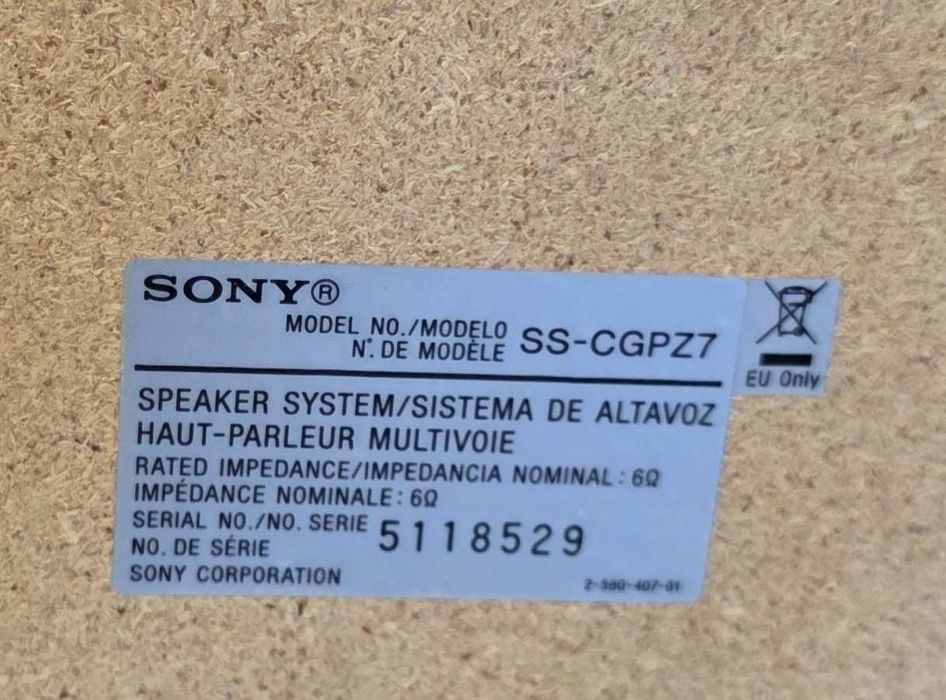 SONY®
MODEL NO./MODELO
N°. DE MODÈLE
SS-CGPZ7
SPEAKER SYSTEM/SISTEMA DE ALTAVOZ
HAUT-PARLEUR MULTIVOIE
RATED IMPEDANCE/IMPEDANCIA NOMINAL : 6Ω
IMPÉDANCE NOMINALE : 6Ω
SERIAL NO./NO. SERIE
NO. DE SÉRIE
5118529
SONY CORPORATION
2-580-407-01
EU Only